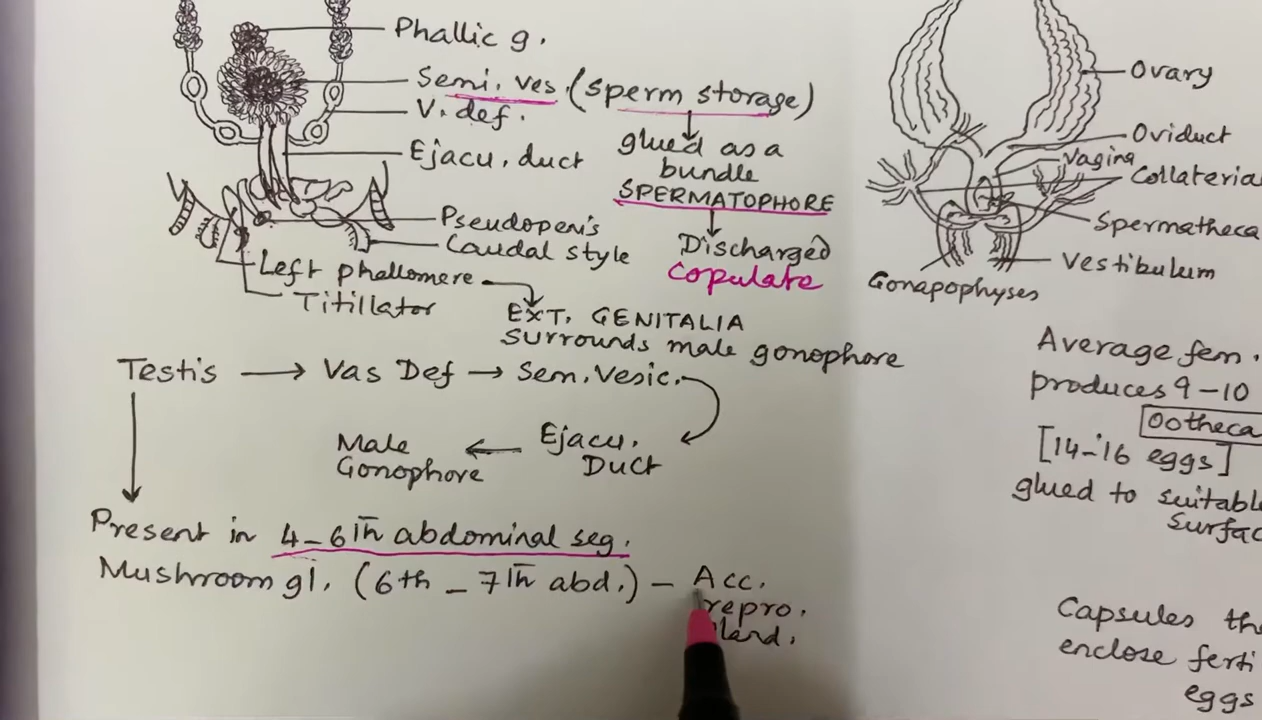 Phallic g.
Semi. ves. (sperm storage)
V. def.
glued as a
bundle
SPERMATOPHORE
Ejacu. duct
Pseudopenis
Caudal style
Discharged
Copulate
Left phallomere
Titillator
EXT. GENITALIA
surrounds male gonophore
Testis → Vas Def → Sem. Vesic.
Ejacu.
Duct
Male
Gonophore
Present in 4-6th abdominal seg.
Mushroom gl. (6th - 7th abd.) - Acc.
repro.
gland.
Ovary
Oviduct
Vagina
Collateria
Spermatheca
Vestibulum
Gonapophyses
Average fem.
produces 9-10
Ootheca
[14-16 eggs]
glued to suitable
surfac
Capsules th
enclose ferti
eggs